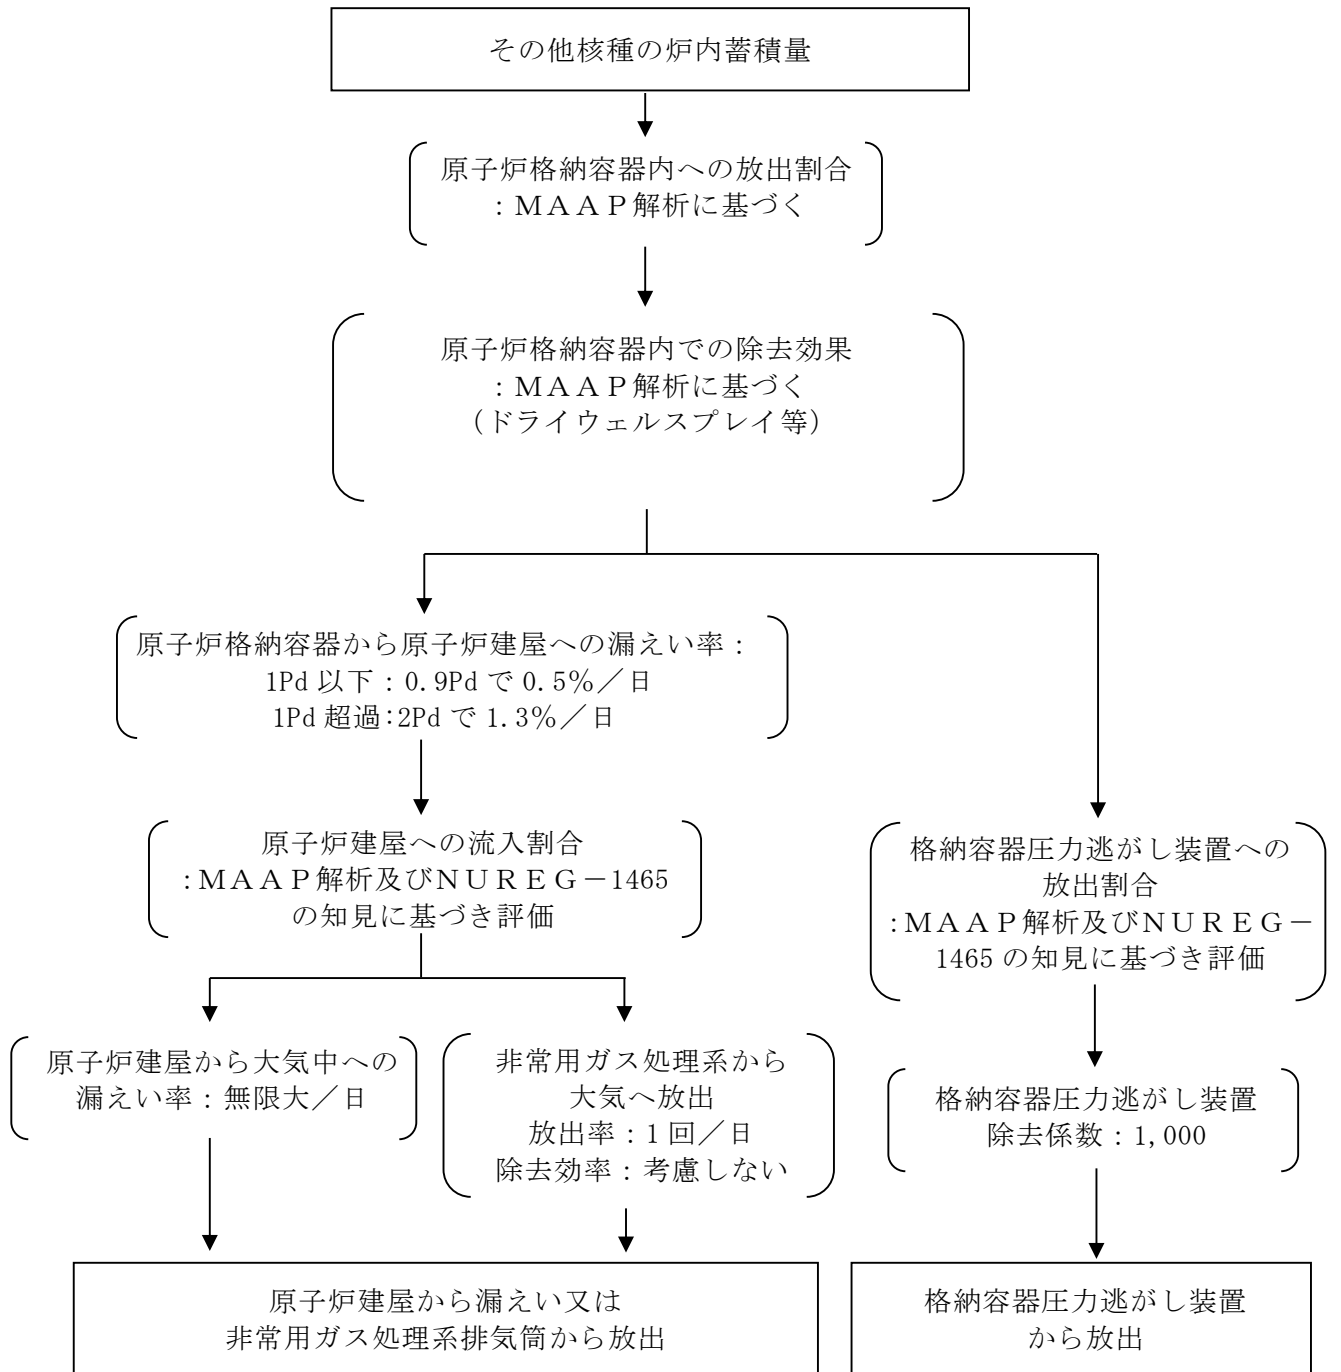 その他核種の炉内蓄積量
原子炉格納容器内への放出割合
：ＭＡＡＰ解析に基づく
原子炉格納容器内での除去効果
：ＭＡＡＰ解析に基づく
（ドライウェルスプレイ等）
原子炉格納容器から原子炉建屋への漏えい率：
1Pd 以下：0.9Pd で 0.5％／日
1Pd 超過：2Pd で 1.3％／日
原子炉建屋への流入割合
：ＭＡＡＰ解析及びＮＵＲＥＧ－1465
の知見に基づき評価
格納容器圧力逃がし装置への
放出割合
：ＭＡＡＰ解析及びＮＵＲＥＧ－
1465 の知見に基づき評価
原子炉建屋から大気中への
漏えい率：無限大／日
非常用ガス処理系から
大気へ放出
放出率：1 回／日
除去効率：考慮しない
格納容器圧力逃がし装置
除去係数：1,000
原子炉建屋から漏えい又は
非常用ガス処理系排気筒から放出
格納容器圧力逃がし装置
から放出